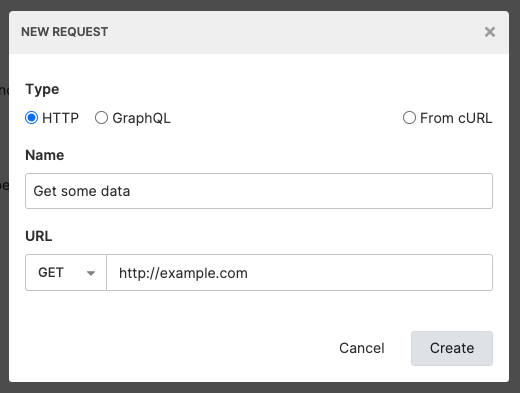 NEW REQUEST
Type
HTTP GraphQL From cURL
Name
Get some data
URL
GET http://example.com
Cancel Create